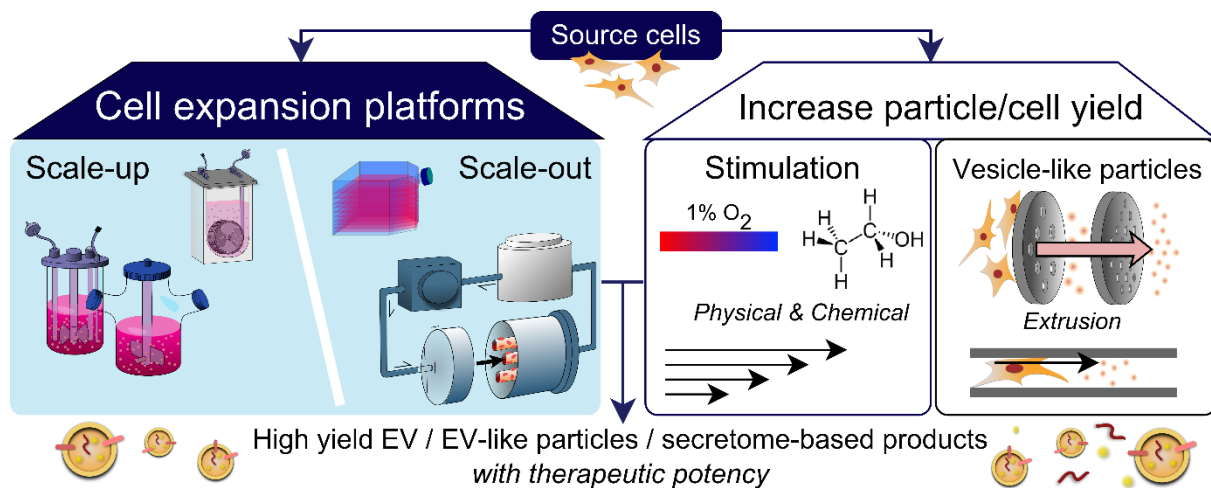 Source cells
Cell expansion platforms
Increase particle/cell yield
Scale-up
Scale-out
Stimulation
1% O2
H
H
C
OH
H
C
H
H
H
Physical & Chemical
Vesicle-like particles
Extrusion
High yield EV / EV-like particles / secretome-based products
with therapeutic potency